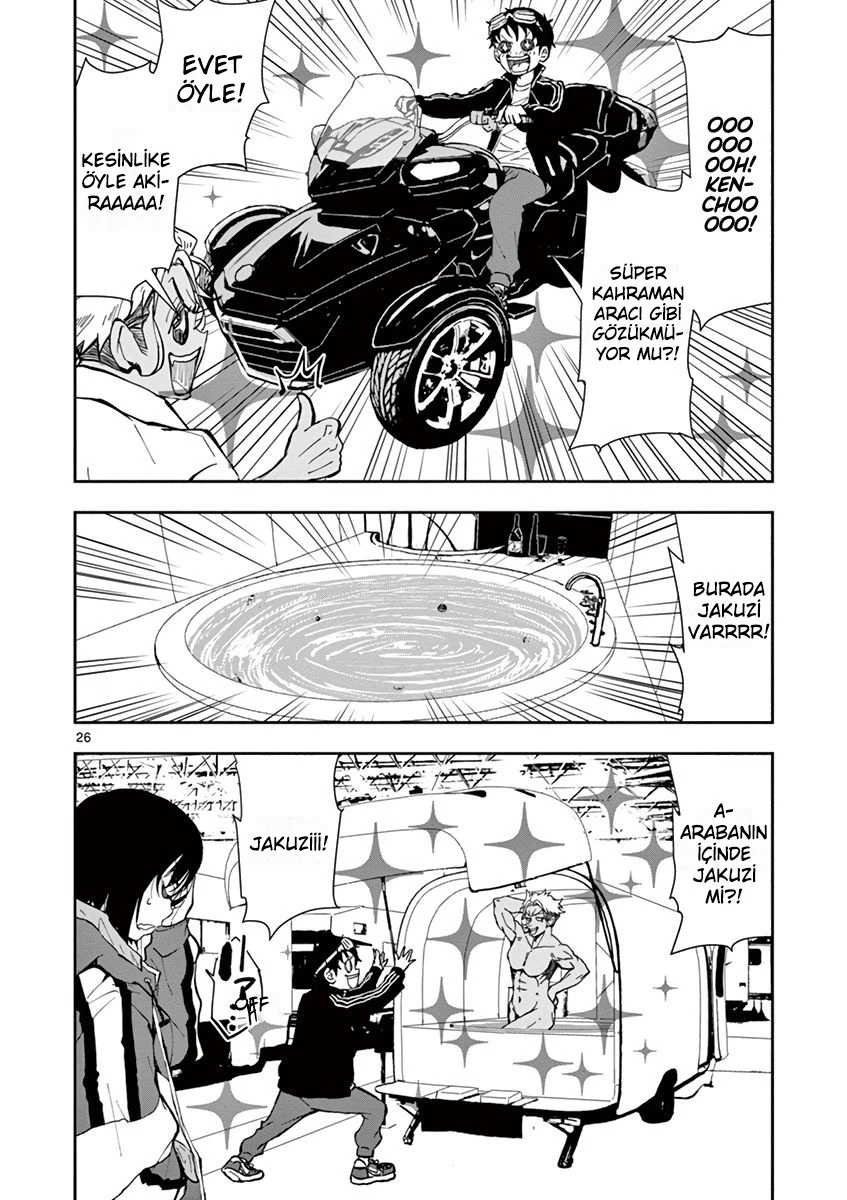 OOO
OOO
OOH!
KEN-
CHOO
OOO!
SÜPER
KAHRAMAN
ARACI GİBİ
GÖZÜKMÜ-
YOR MU?!
EVET
ÖYLE!
KESİNLİKE
ÖYLE AKİ-
RAAAAA!
BURADA
JAKUZİ
VARRRR!
26
A-
ARABANIN
İÇİNDE
JAKUZİ
Mİ?!
JAKUZİİİ!
OFF